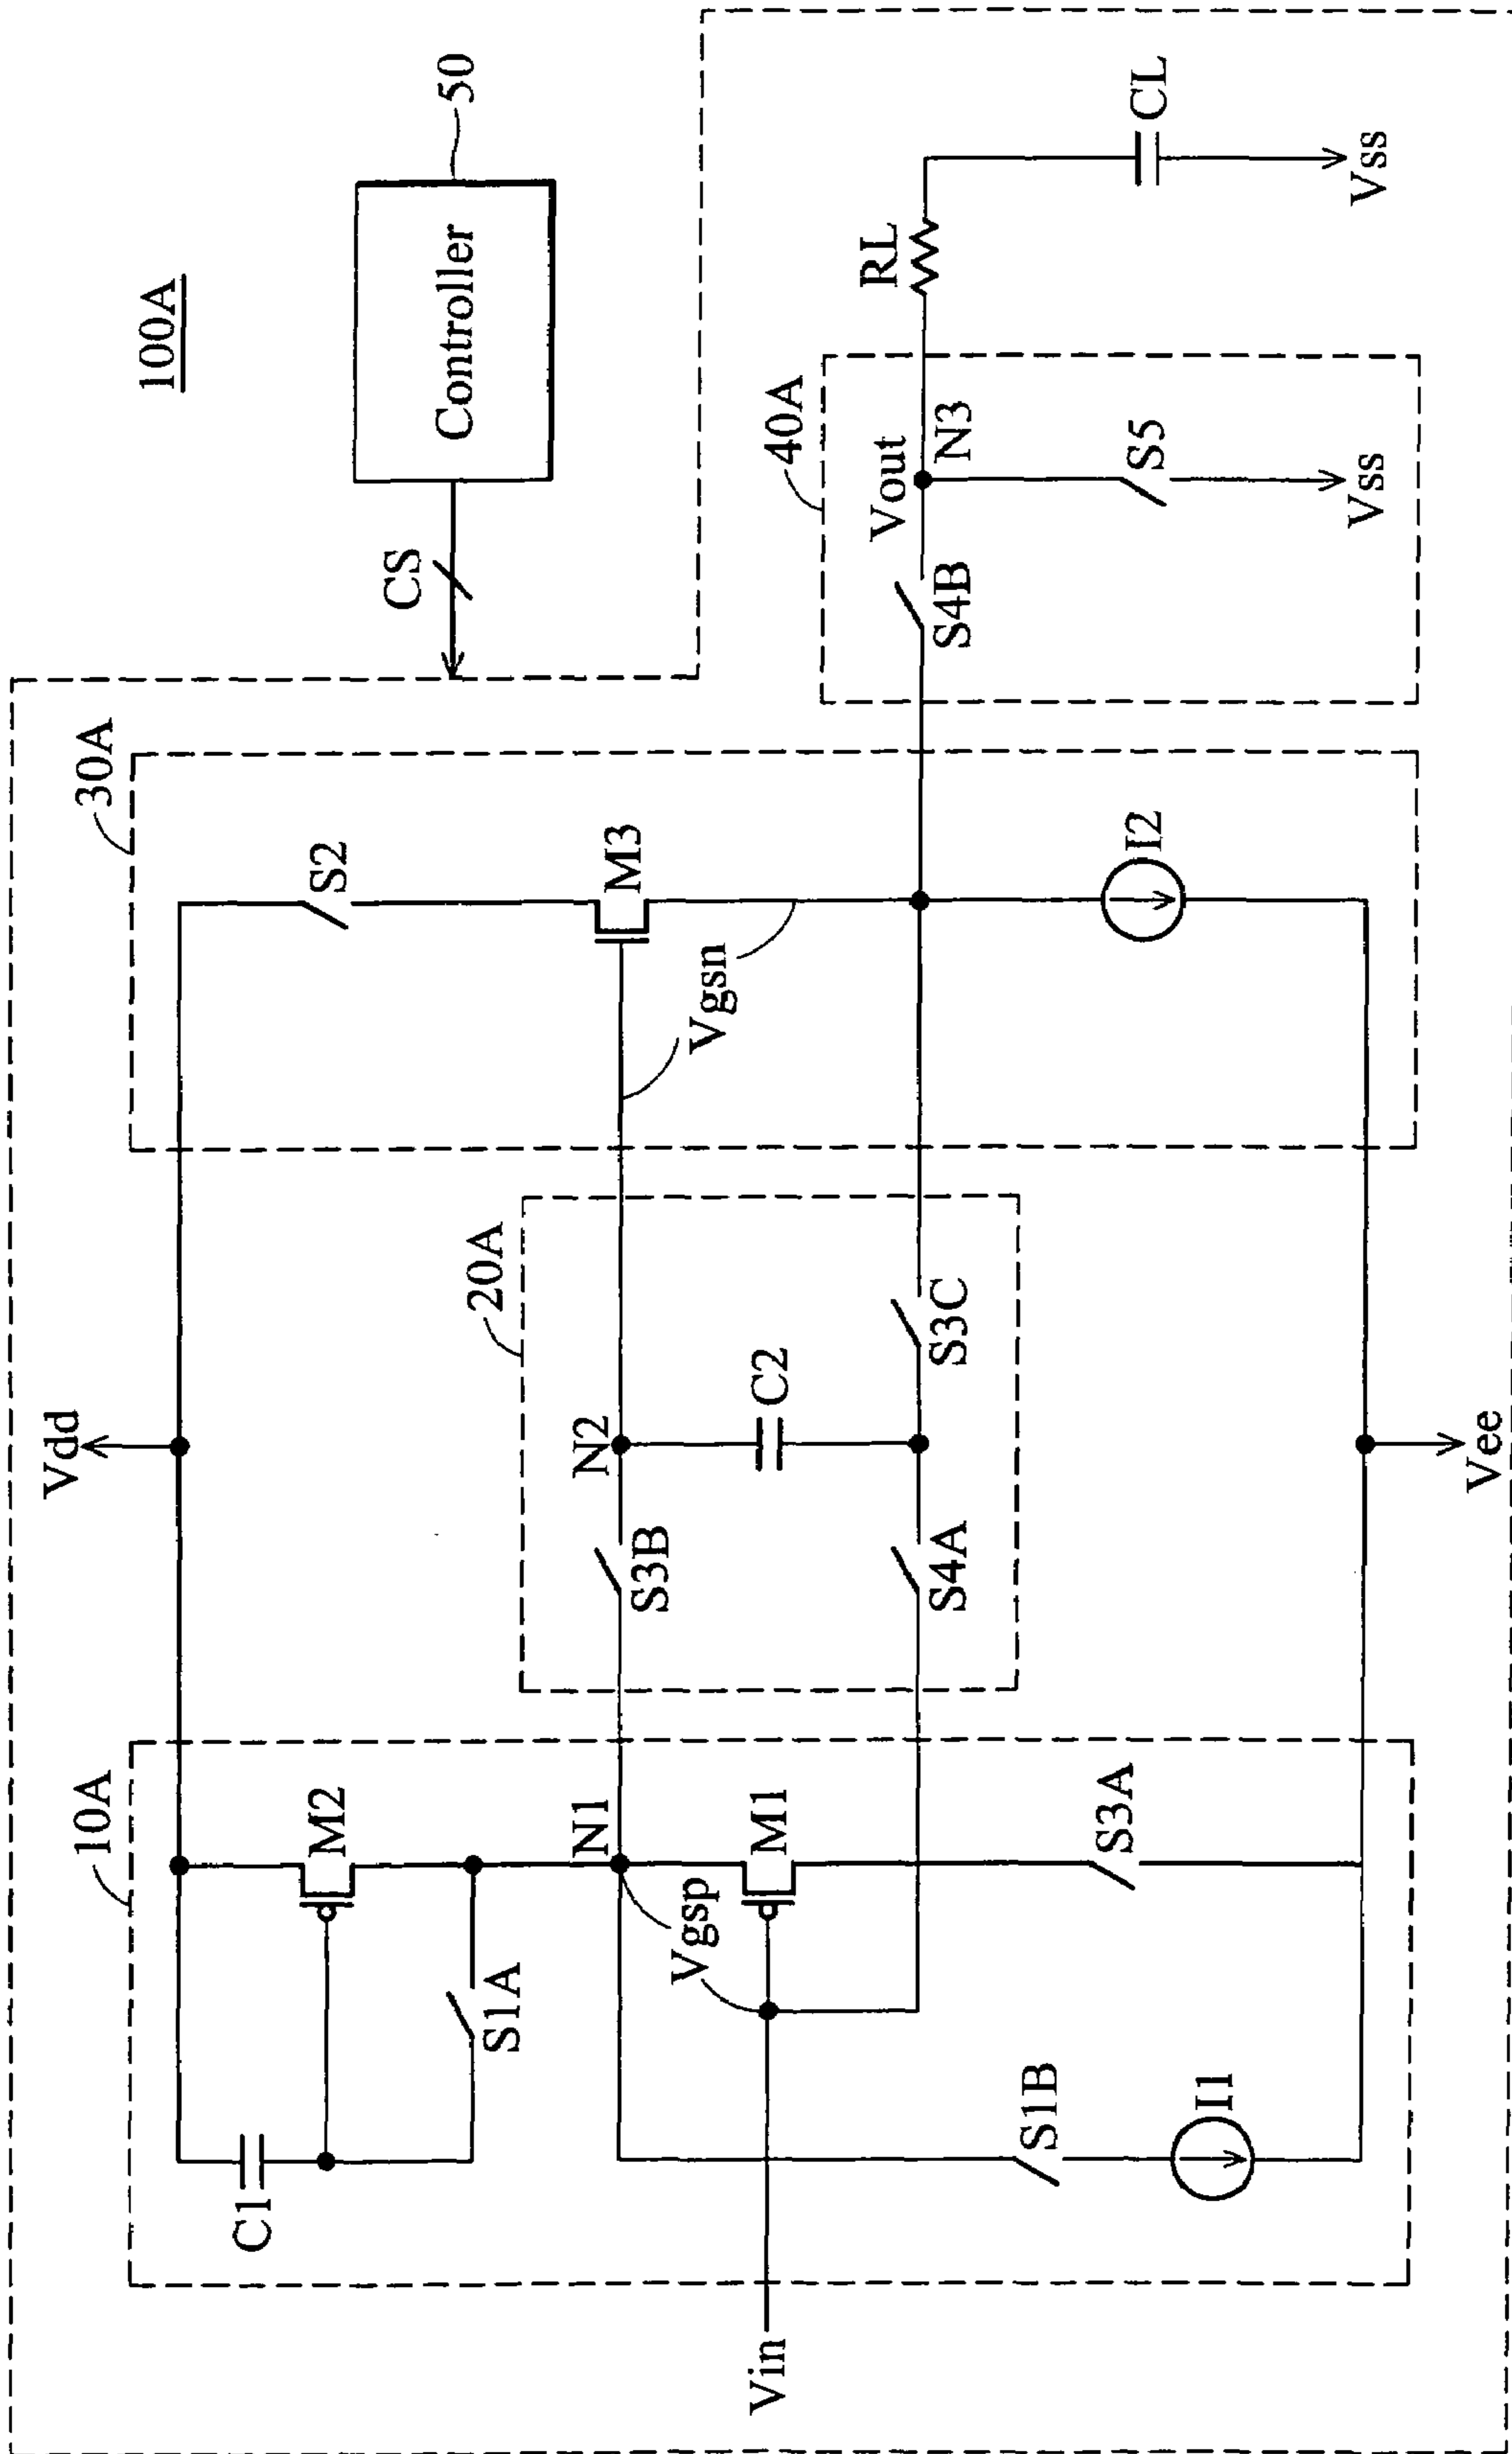 100A
Vdd
Controller
50
CS
10A
20A
30A
40A
C1
M2
S1A
N1
Vgsp
M1
S1B
I1
S3A
Vin
S3B
N2
C2
S4A
S3C
S2
M3
Vgsn
I2
Vee
Vout
N3
S4B
S5
Vss
RL
CL
Vss